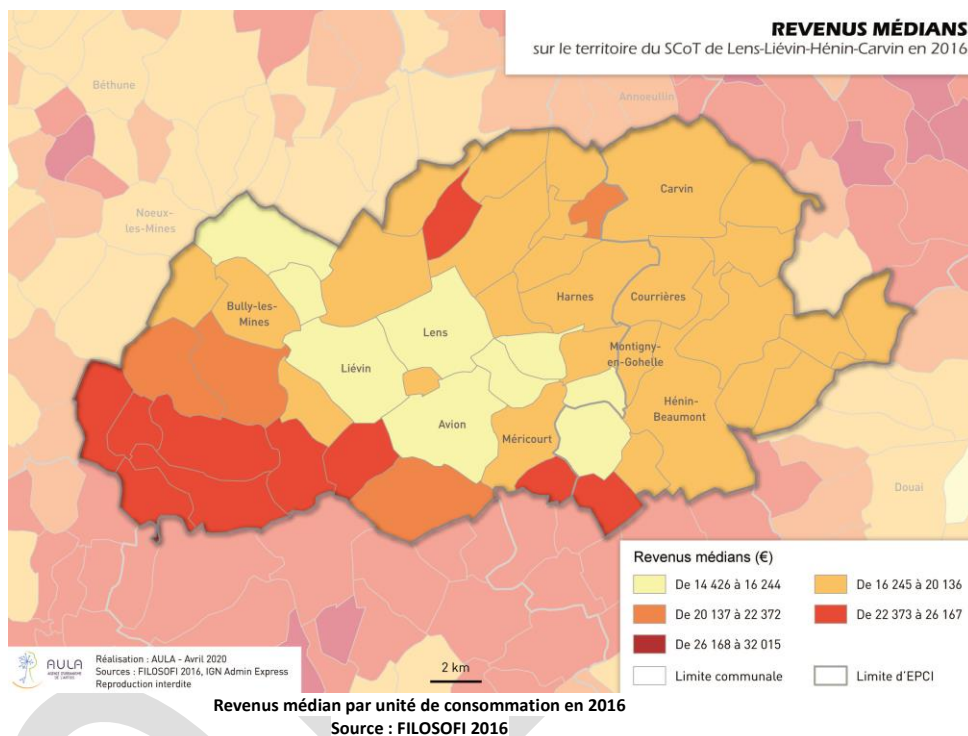 REVENUS MÉDIANS
sur le territoire du SCoT de Lens-Liévin-Hénin-Carvin en 2016
Béthune
Annoeullin
Carvin
Noeux-
les-Mines
Bully-les-
Mines
Harnes
Courrières
Lens
Liévin
Montigny-
en-Gohelle
Hénin-
Beaumont
Avion
Méricourt
Douai
Revenus médians (€)
De 14 426 à 16 244
De 16 245 à 20 136
De 20 137 à 22 372
De 22 373 à 26 167
De 26 168 à 32 015
Limite communale
Limite d'EPCI
2 km
AULA
AGENCE D'URBANISME
DE L'ARTOIS
Réalisation : AULA - Avril 2020
Sources : FILOSOFI 2016, IGN Admin Express
Reproduction interdite
Revenus médian par unité de consommation en 2016
Source : FILOSOFI 2016